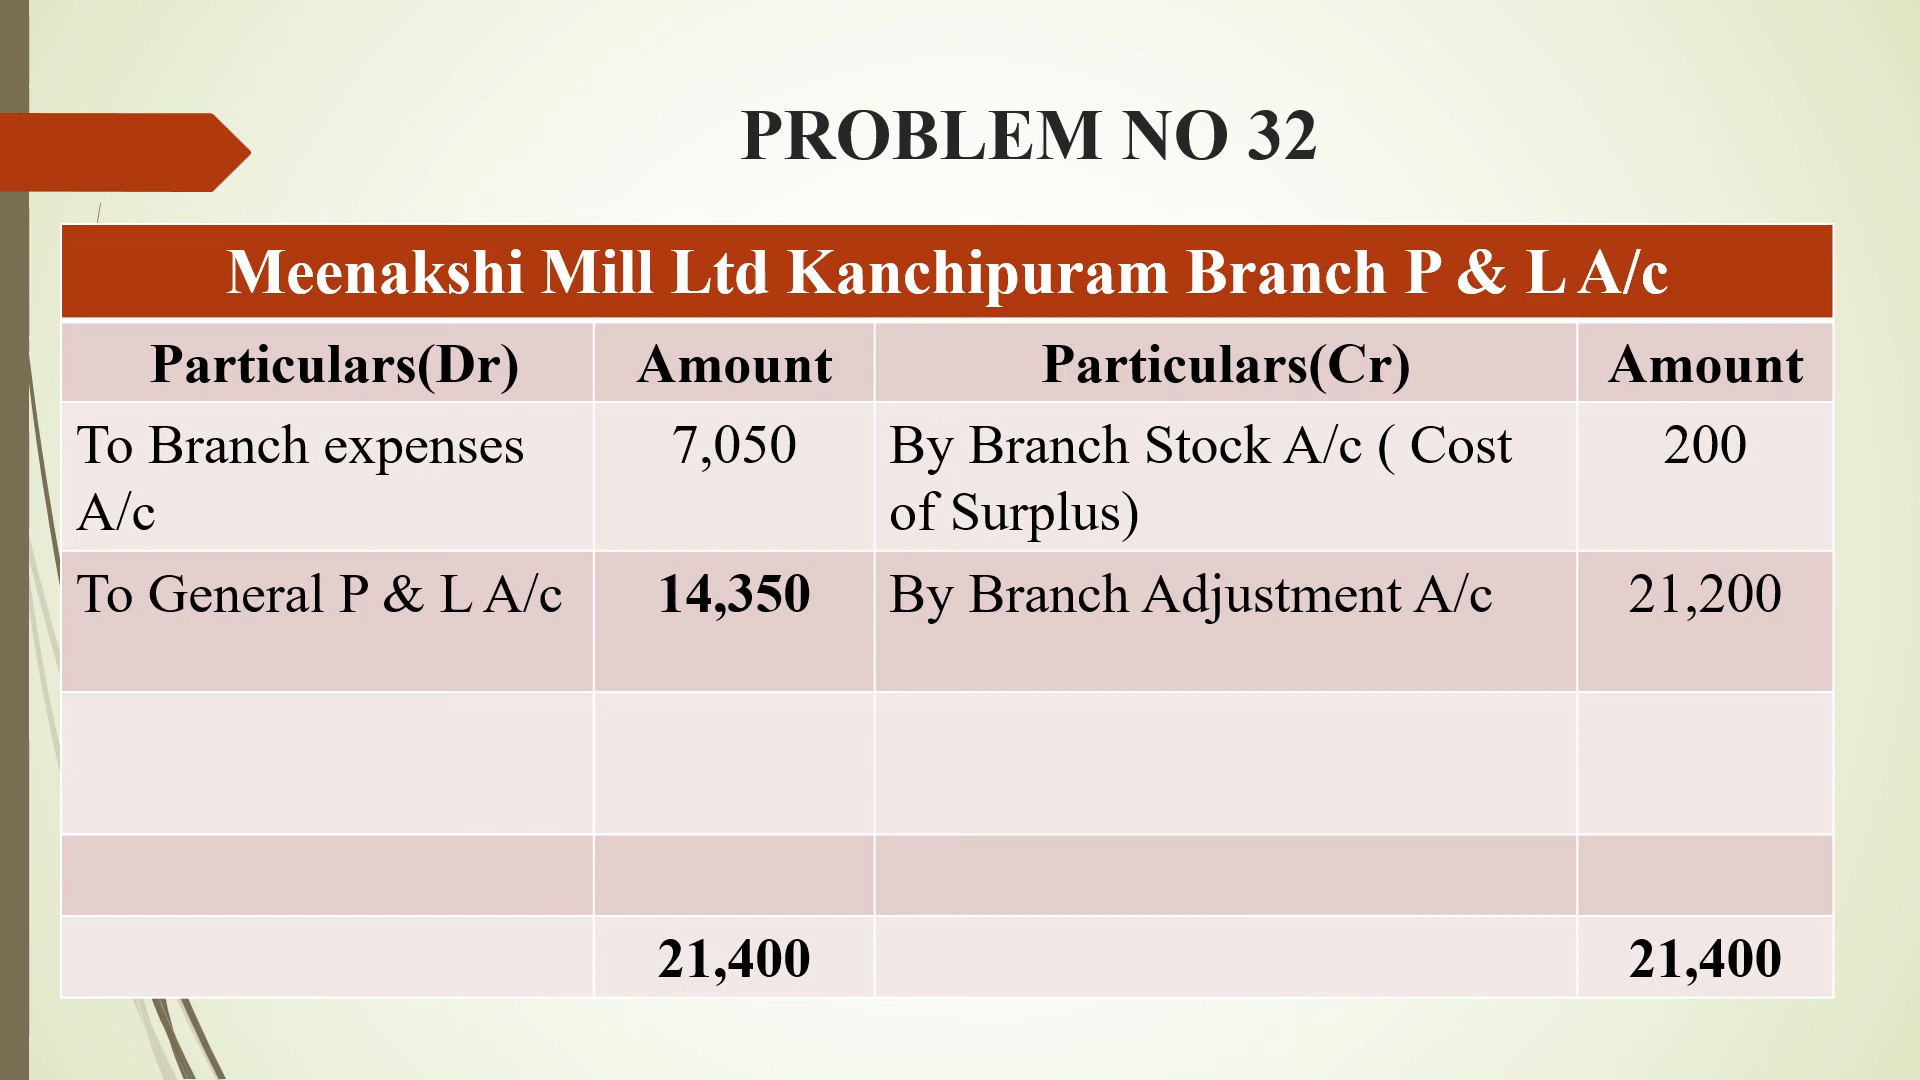 PROBLEM NO 32
Meenakshi Mill Ltd Kanchipuram Branch P & L A/c
Particulars(Dr) Amount Particulars(Cr) Amount
To Branch expenses A/c 7,050 By Branch Stock A/c ( Cost of Surplus) 200
To General P & L A/c 14,350 By Branch Adjustment A/c 21,200
21,400 21,400